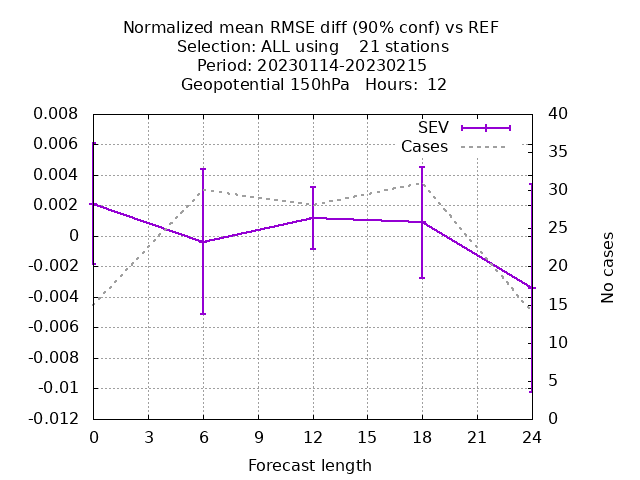 Normalized mean RMSE diff (90% conf) vs REF
Selection: ALL using    21 stations
Period: 20230114-20230215
Geopotential 150hPa   Hours:  12
SEV
Cases
0.008
0.006
0.004
0.002
0
-0.002
-0.004
-0.006
-0.008
-0.01
-0.012
40
35
30
25
20
15
10
5
0
No cases
0 3 6 9 12 15 18 21 24
Forecast length